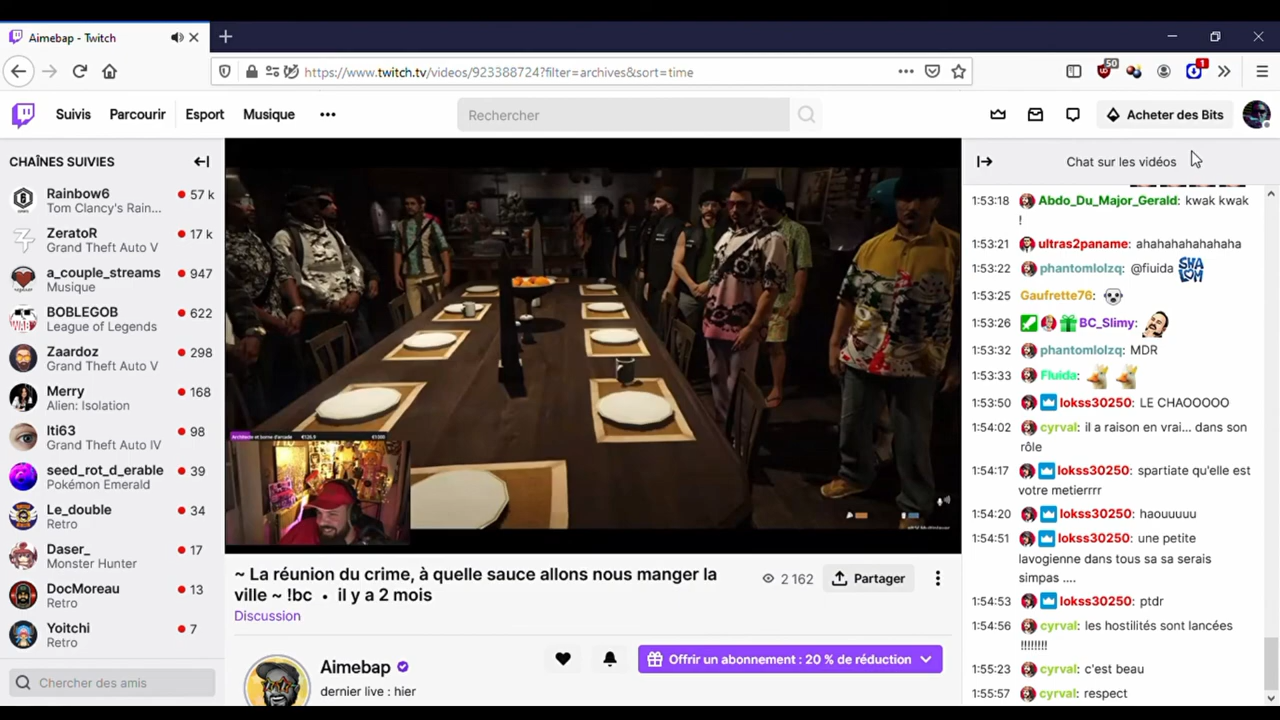 Aimebap - Twitch
https://www.twitch.tv/videos/923388724?filter=archives&sort=time
50
1
Suivis
Parcourir
Esport
Musique
Rechercher
Acheter des Bits
CHAÎNES SUIVIES
Rainbow6
57 k
Tom Clancy's Rain...
ZeratoR
17 k
Grand Theft Auto V
a_couple_streams
947
Musique
BOBLEGOB
622
League of Legends
Zaardoz
298
Grand Theft Auto V
Merry
168
Alien: Isolation
Iti63
98
Grand Theft Auto IV
seed_rot_d_erable
39
Pokémon Emerald
Le_double
34
Retro
Daser_
17
Monster Hunter
DocMoreau
13
Retro
Yoitchi
7
Retro
Chercher des amis
~ La réunion du crime, à quelle sauce allons nous manger la
ville ~ !bc • il y a 2 mois
Discussion
2 162
Partager
Aimebap
dernier live : hier
Offrir un abonnement : 20 % de réduction
Chat sur les vidéos
1:53:18 Abdo_Du_Major_Gerald: kwak kwak
!
1:53:21 ultras2paname: ahahahahahaha
1:53:22 phantomlolzq: @fluida SHALOM
1:53:25 Gaufrette76:
1:53:26 BC_Slimy:
1:53:32 phantomlolzq: MDR
1:53:33 Fluida:
1:53:50 lokss30250: LE CHAOOOOO
1:54:02 cyrval: il a raison en vrai... dans son
rôle
1:54:17 lokss30250: spartiate qu'elle est
votre metierrrr
1:54:20 lokss30250: haouuuuu
1:54:51 lokss30250: une petite
lavogienne dans tous sa sa serais
simpas ....
1:54:53 lokss30250: ptdr
1:54:56 cyrval: les hostilités sont lancées
!!!!!!!!
1:55:23 cyrval: c'est beau
1:55:57 cyrval: respect